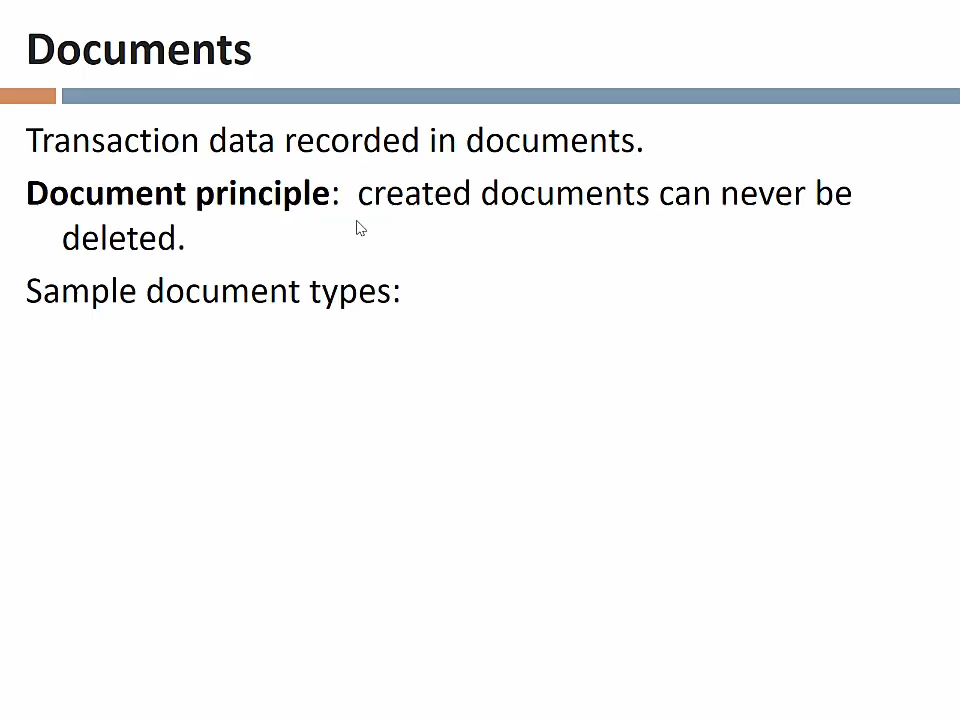 Documents
Transaction data recorded in documents.
Document principle:  created documents can never be
deleted.
Sample document types: